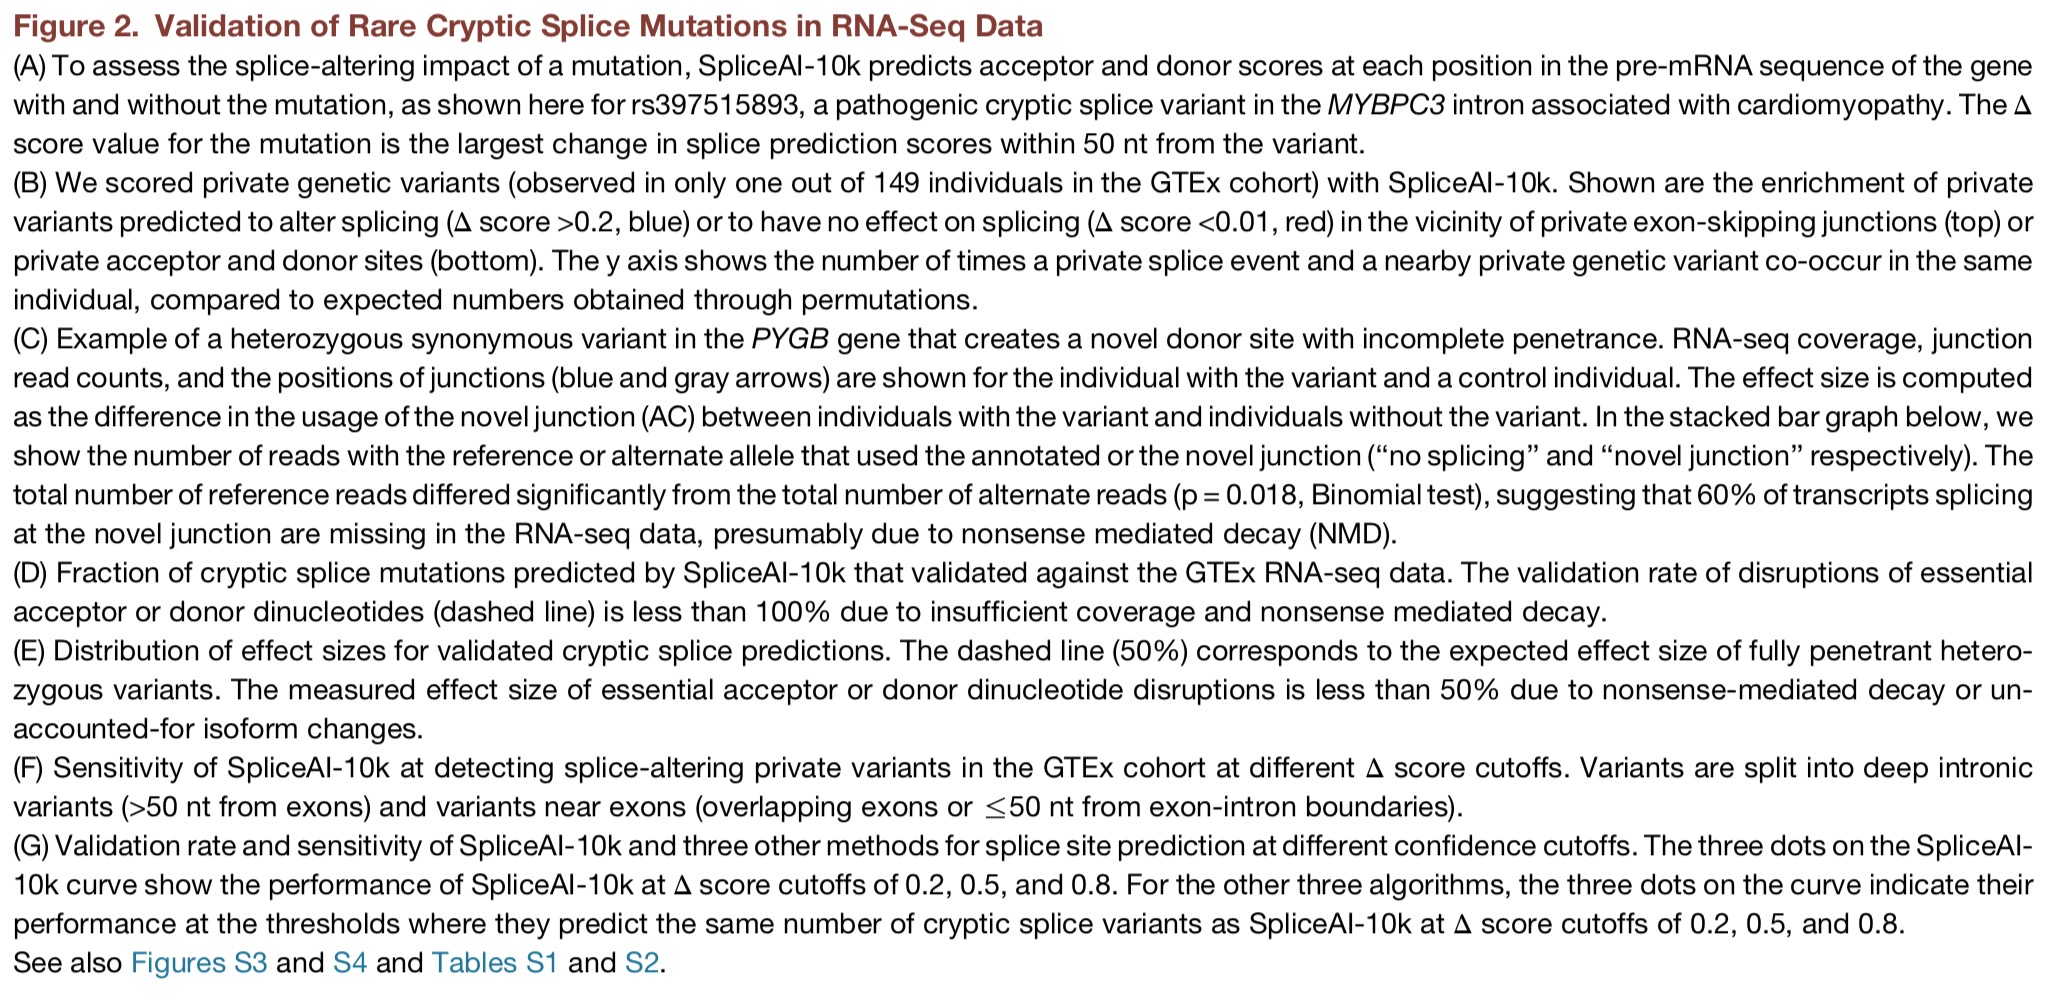 Figure 2. Validation of Rare Cryptic Splice Mutations in RNA-Seq Data
(A) To assess the splice-altering impact of a mutation, SpliceAI-10k predicts acceptor and donor scores at each position in the pre-mRNA sequence of the gene
with and without the mutation, as shown here for rs397515893, a pathogenic cryptic splice variant in the MYBPC3 intron associated with cardiomyopathy. The Δ
score value for the mutation is the largest change in splice prediction scores within 50 nt from the variant.
(B) We scored private genetic variants (observed in only one out of 149 individuals in the GTEx cohort) with SpliceAI-10k. Shown are the enrichment of private
variants predicted to alter splicing (Δ score >0.2, blue) or to have no effect on splicing (Δ score <0.01, red) in the vicinity of private exon-skipping junctions (top) or
private acceptor and donor sites (bottom). The y axis shows the number of times a private splice event and a nearby private genetic variant co-occur in the same
individual, compared to expected numbers obtained through permutations.
(C) Example of a heterozygous synonymous variant in the PYGB gene that creates a novel donor site with incomplete penetrance. RNA-seq coverage, junction
read counts, and the positions of junctions (blue and gray arrows) are shown for the individual with the variant and a control individual. The effect size is computed
as the difference in the usage of the novel junction (AC) between individuals with the variant and individuals without the variant. In the stacked bar graph below, we
show the number of reads with the reference or alternate allele that used the annotated or the novel junction (“no splicing” and “novel junction” respectively). The
total number of reference reads differed significantly from the total number of alternate reads (p = 0.018, Binomial test), suggesting that 60% of transcripts splicing
at the novel junction are missing in the RNA-seq data, presumably due to nonsense mediated decay (NMD).
(D) Fraction of cryptic splice mutations predicted by SpliceAI-10k that validated against the GTEx RNA-seq data. The validation rate of disruptions of essential
acceptor or donor dinucleotides (dashed line) is less than 100% due to insufficient coverage and nonsense mediated decay.
(E) Distribution of effect sizes for validated cryptic splice predictions. The dashed line (50%) corresponds to the expected effect size of fully penetrant hetero-
zygous variants. The measured effect size of essential acceptor or donor dinucleotide disruptions is less than 50% due to nonsense-mediated decay or un-
accounted-for isoform changes.
(F) Sensitivity of SpliceAI-10k at detecting splice-altering private variants in the GTEx cohort at different Δ score cutoffs. Variants are split into deep intronic
variants (>50 nt from exons) and variants near exons (overlapping exons or ≤50 nt from exon-intron boundaries).
(G) Validation rate and sensitivity of SpliceAI-10k and three other methods for splice site prediction at different confidence cutoffs. The three dots on the SpliceAI-
10k curve show the performance of SpliceAI-10k at Δ score cutoffs of 0.2, 0.5, and 0.8. For the other three algorithms, the three dots on the curve indicate their
performance at the thresholds where they predict the same number of cryptic splice variants as SpliceAI-10k at Δ score cutoffs of 0.2, 0.5, and 0.8.
See also Figures S3 and S4 and Tables S1 and S2.